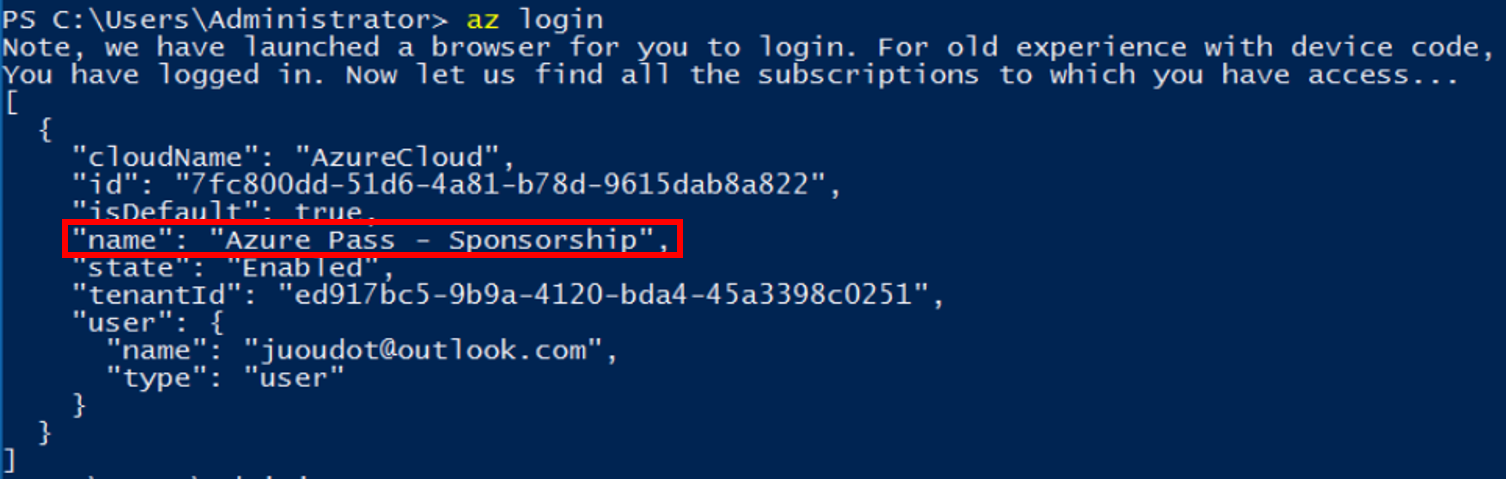 PS C:\Users\Administrator> az login
Note, we have launched a browser for you to login. For old experience with device code,
You have logged in. Now let us find all the subscriptions to which you have access...
[
  {
    "cloudName": "AzureCloud",
    "id": "7fc800dd-51d6-4a81-b78d-9615dab8a822",
    "isDefault": true,
    "name": "Azure Pass - Sponsorship",
    "state": "Enabled",
    "tenantId": "ed917bc5-9b9a-4120-bda4-45a3398c0251",
    "user": {
      "name": "juoudot@outlook.com",
      "type": "user"
    }
  }
]